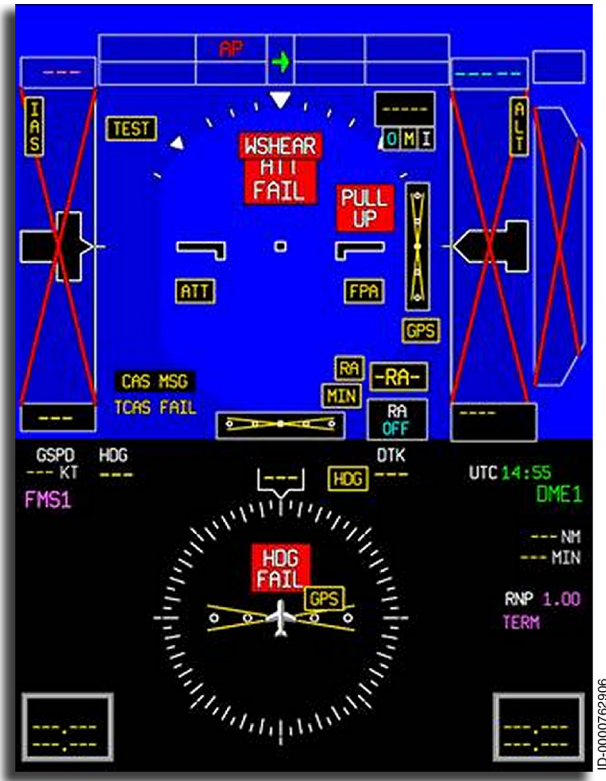 AP
---
-----
IAS
TEST
-----
O M I
ALT
WSHEAR
ATT
FAIL
PULL
UP
ATT
FPA
GPS
CAS MSG
TCAS FAIL
RA
-RA-
MIN
RA
OFF
---
----
GSPD HDG
--- KT ---
FMS1
---
HDG
DTK
---
UTC 14:55
DME1
--- NM
--- MIN
HDG
FAIL
GPS
RNP 1.00
TERM
---.---
---.---
---.---
---.---
ID-0000762906